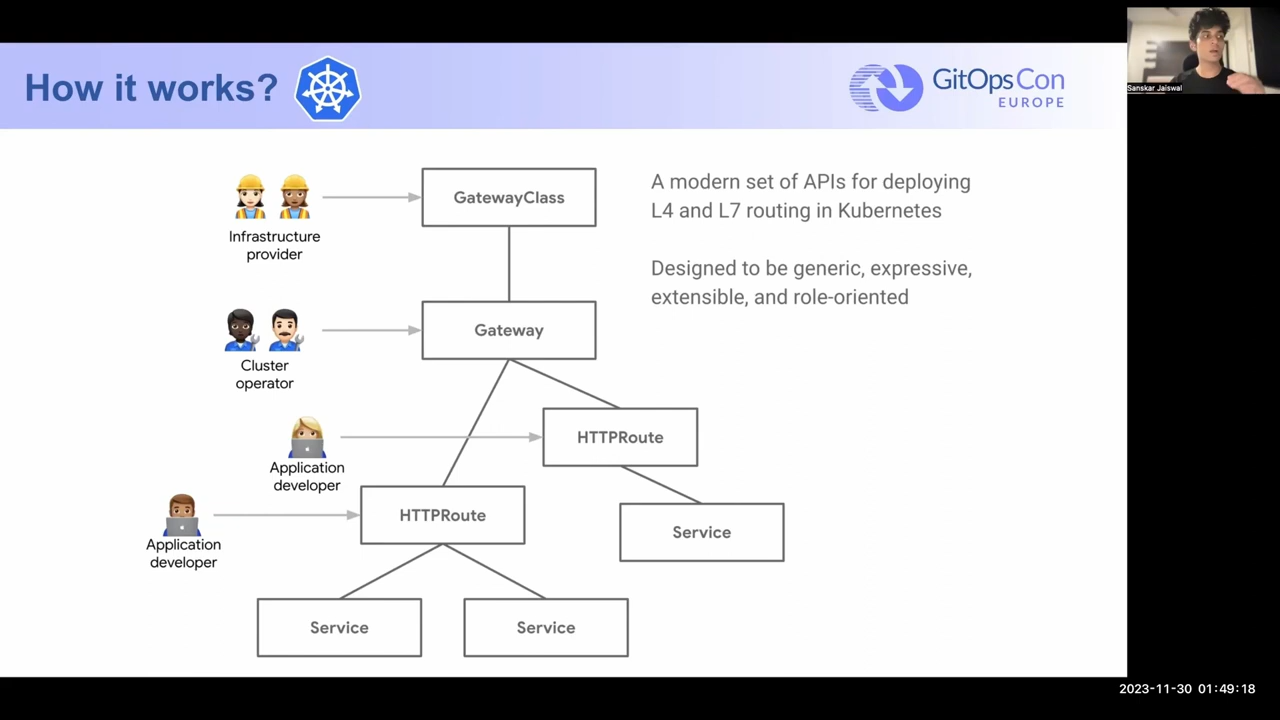 How it works?
GitOpsCon
EUROPE
Sanskar Jaiswal
GatewayClass
Infrastructure
provider
A modern set of APIs for deploying
L4 and L7 routing in Kubernetes
Designed to be generic, expressive,
extensible, and role-oriented
Gateway
Cluster
operator
HTTPRoute
Application
developer
HTTPRoute
Application
developer
Service
Service
Service
2023-11-30 01:49:18